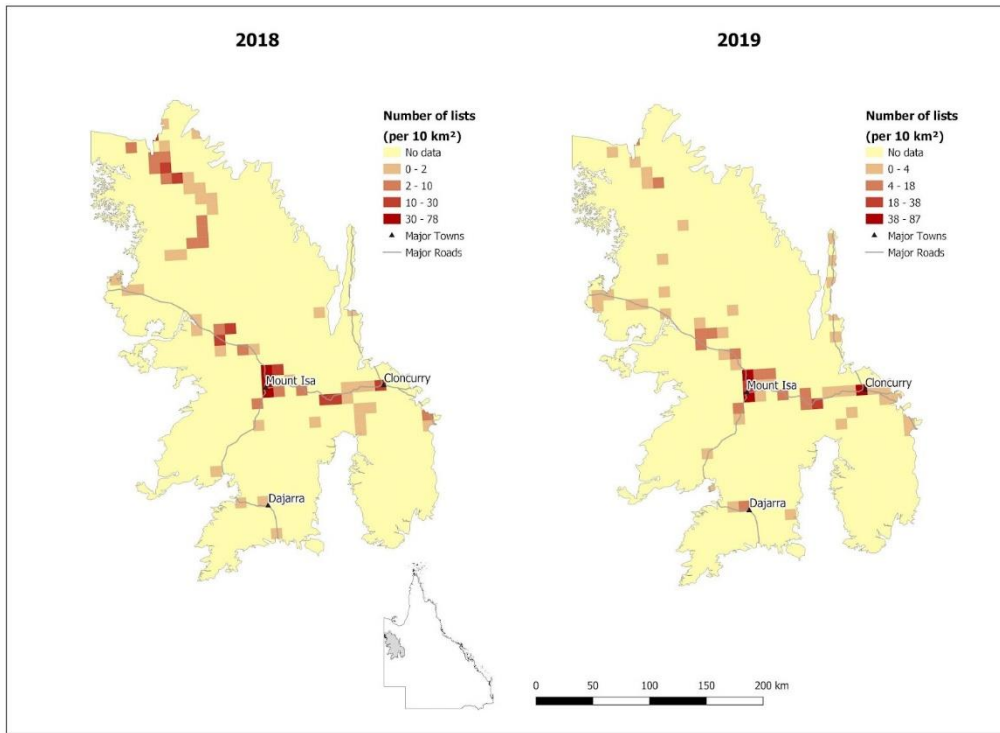 2018
2019
Number of lists
(per 10 km²)
No data
0 - 2
2 - 10
10 - 30
30 - 78
Major Towns
Major Roads
Mount Isa
Cloncurry
Dajarra
Number of lists
(per 10 km²)
No data
0 - 4
4 - 18
18 - 38
38 - 87
Major Towns
Major Roads
Mount Isa
Cloncurry
Dajarra
0 50 100 150 200 km